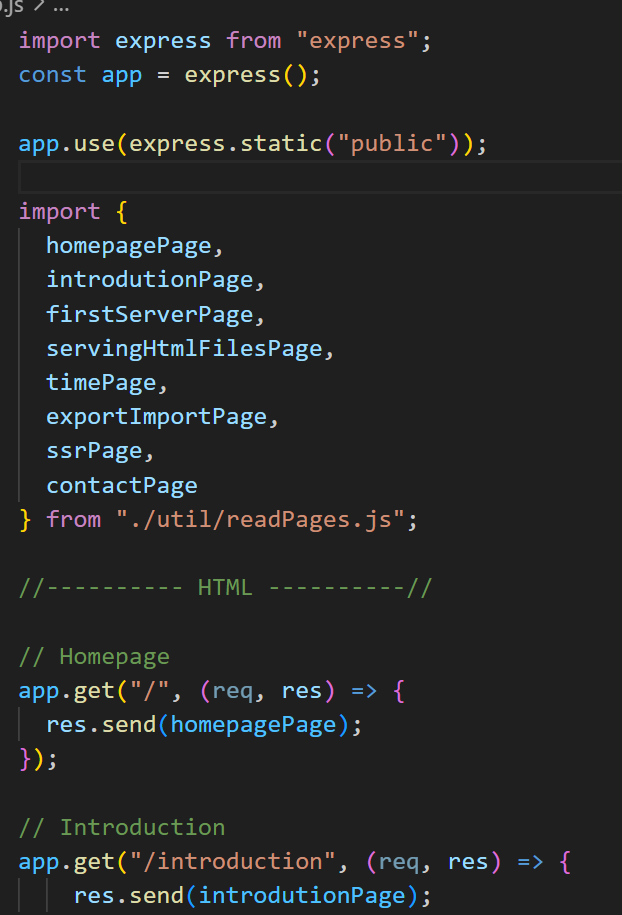 .js > ...
import express from "express";
const app = express();
app.use(express.static("public"));
import {
  homepagePage,
  introdutionPage,
  firstServerPage,
  servingHtmlFilesPage,
  timePage,
  exportImportPage,
  ssrPage,
  contactPage
} from "./util/readPages.js";
//---------- HTML ----------//
// Homepage
app.get("/", (req, res) => {
  res.send(homepagePage);
});
// Introduction
app.get("/introduction", (req, res) => {
    res.send(introdutionPage);